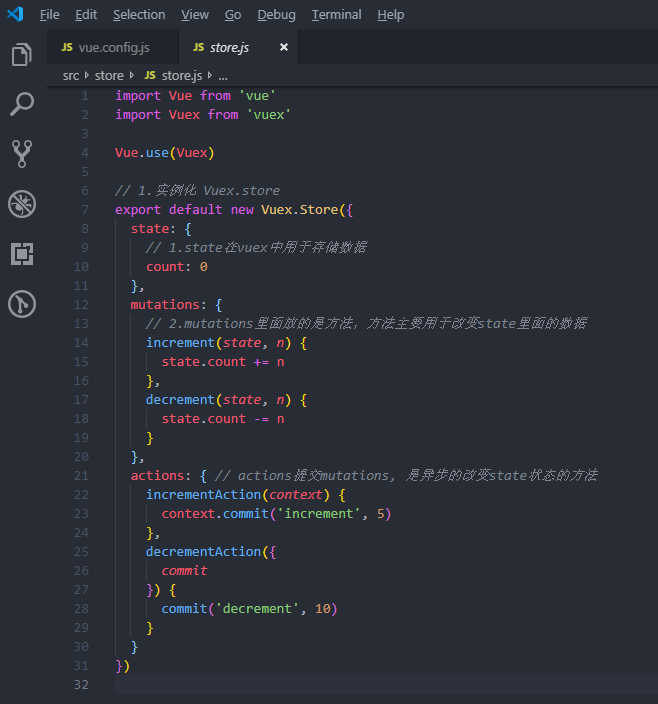 File Edit Selection View Go Debug Terminal Help
JS vue.config.js JS store.js ×
src › store › JS store.js › ...
1 import Vue from 'vue'
2 import Vuex from 'vuex'
3
4 Vue.use(Vuex)
5
6 // 1.实例化 Vuex.store
7 export default new Vuex.Store({
8   state: {
9     // 1.state在vuex中用于存储数据
10     count: 0
11   },
12   mutations: {
13     // 2.mutations里面放的是方法，方法主要用于改变state里面的数据
14     increment(state, n) {
15       state.count += n
16     },
17     decrement(state, n) {
18       state.count -= n
19     }
20   },
21   actions: { // actions提交mutations, 是异步的改变state状态的方法
22     incrementAction(context) {
23       context.commit('increment', 5)
24     },
25     decrementAction({
26       commit
27     }) {
28       commit('decrement', 10)
29     }
30   }
31 })
32